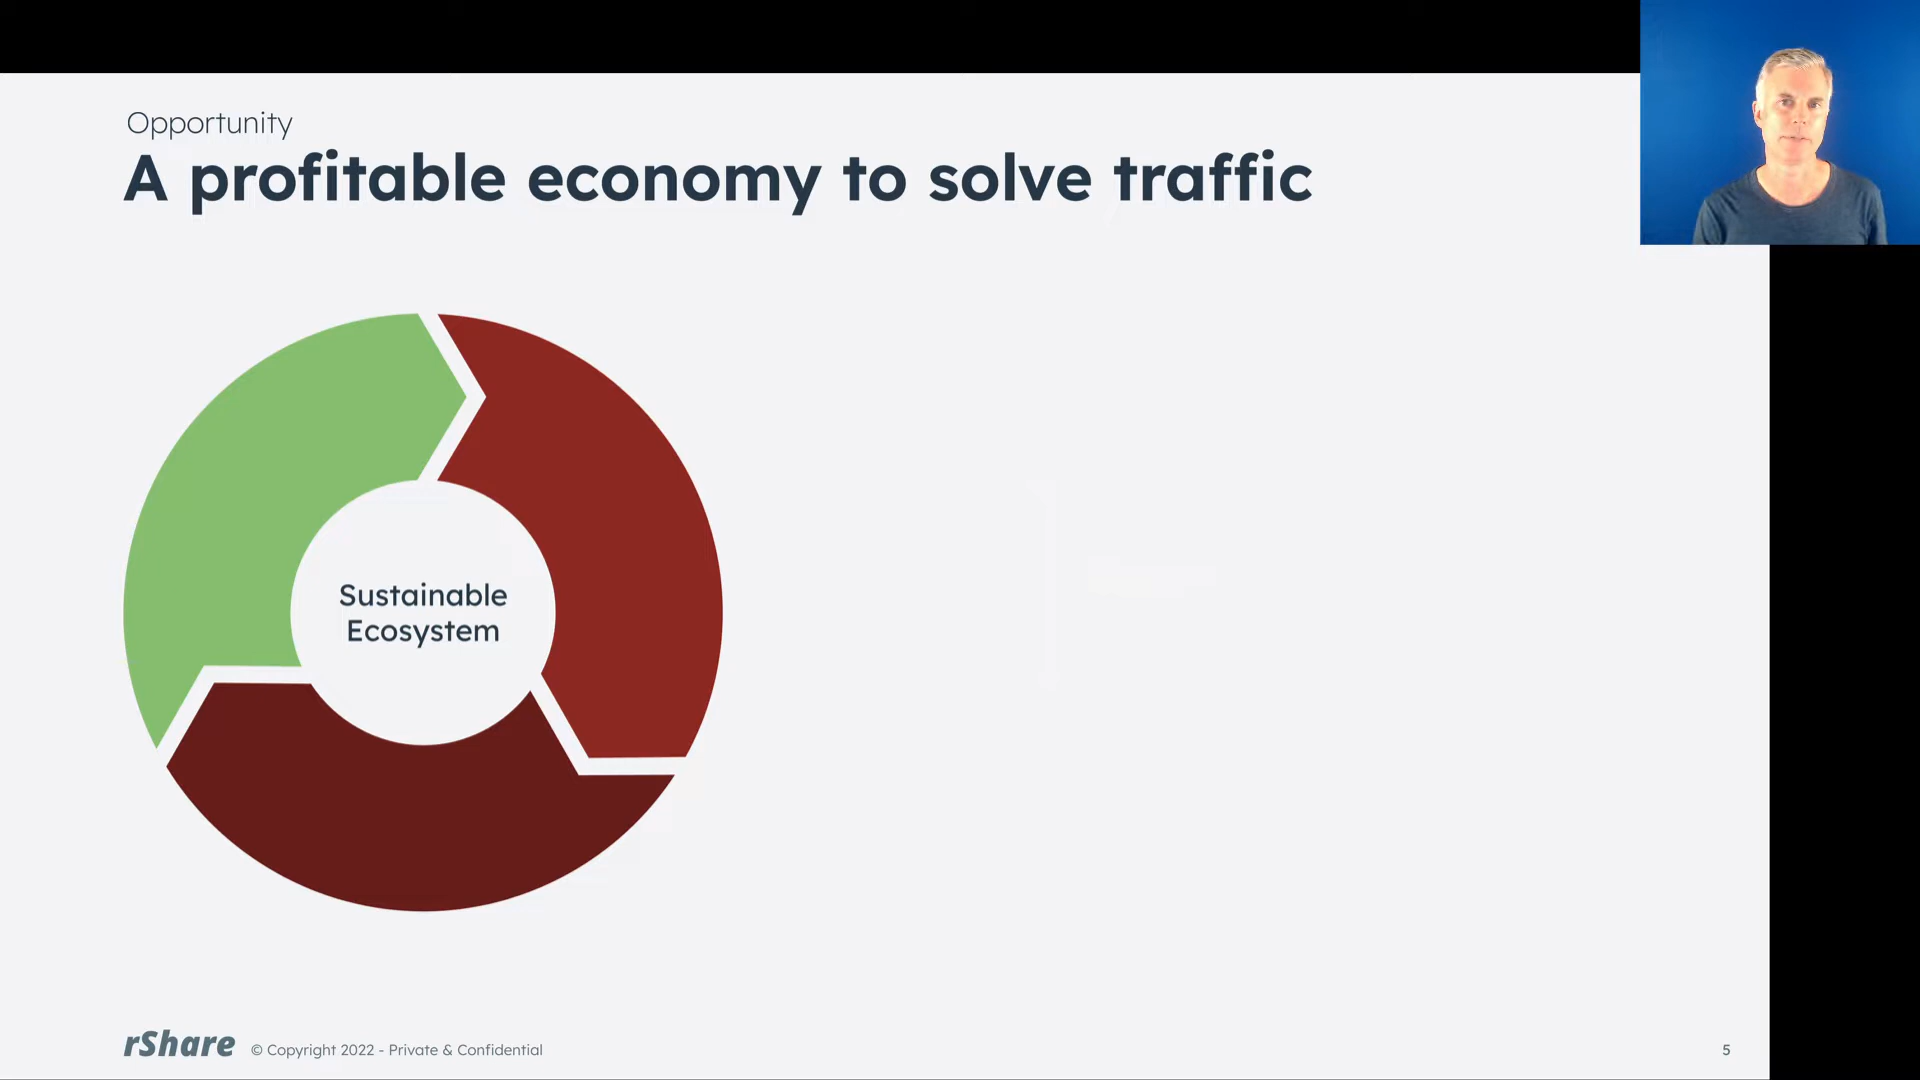 Opportunity
A profitable economy to solve traffic
Sustainable
Ecosystem
rShare © Copyright 2022 - Private & Confidential
5